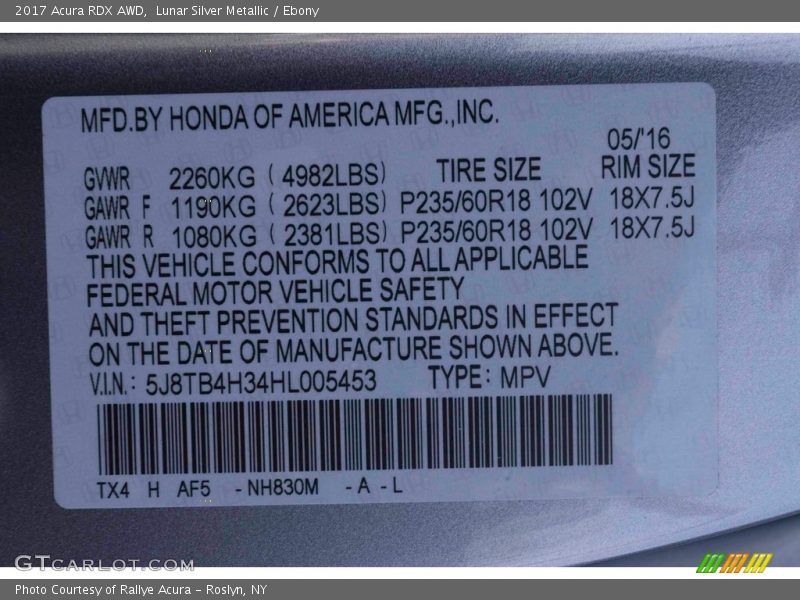 2017 Acura RDX AWD, Lunar Silver Metallic / Ebony
MFD.BY HONDA OF AMERICA MFG.,INC.
05/'16
GVWR 2260KG ( 4982LBS) TIRE SIZE RIM SIZE
GAWR F 1190KG ( 2623LBS) P235/60R18 102V 18X7.5J
GAWR R 1080KG ( 2381LBS) P235/60R18 102V 18X7.5J
THIS VEHICLE CONFORMS TO ALL APPLICABLE
FEDERAL MOTOR VEHICLE SAFETY
AND THEFT PREVENTION STANDARDS IN EFFECT
ON THE DATE OF MANUFACTURE SHOWN ABOVE.
V.I.N.: 5J8TB4H34HL005453 TYPE: MPV
TX4 H AF5 -NH830M -A -L
GTCARLOT.COM
Photo Courtesy of Rallye Acura - Roslyn, NY